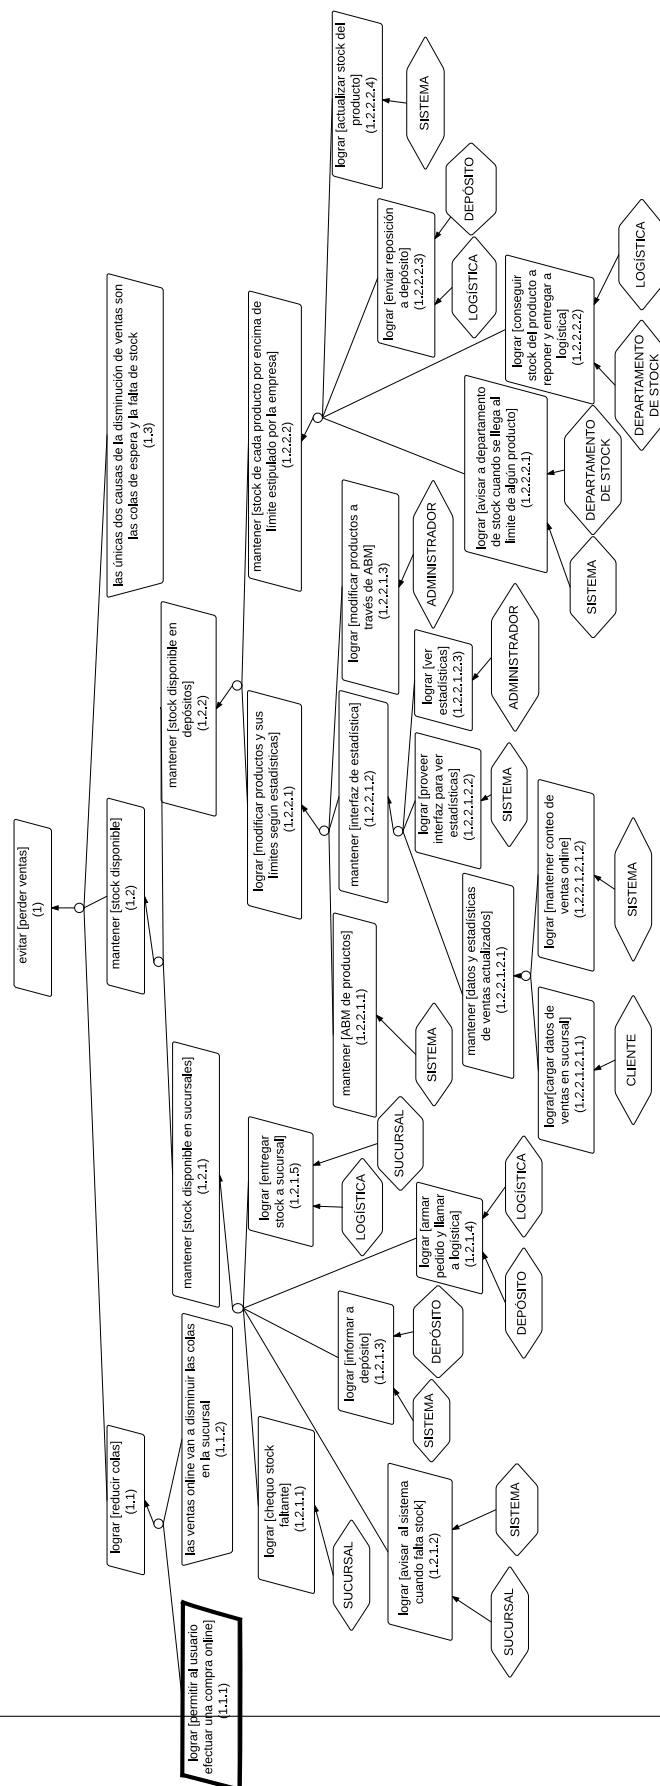 evitar [perder ventas]
(1)
lograr [reducir colas]
(1.1)
mantener [stock disponible]
(1.2)
las únicas dos causas de la disminución de ventas son
las colas de espera y la falta de stock
(1.3)
lograr [permitir al usuario
efectuar una compra online]
(1.1.1)
las ventas online van a disminuir las colas
en la sucursal
(1.1.2)
mantener [stock disponible en sucursales]
(1.2.1)
mantener [stock disponible en
depósitos]
(1.2.2)
lograr [chequo stock
faltante]
(1.2.1.1)
SUCURSAL
lograr [avisar al sistema
cuando falta stock]
(1.2.1.2)
SUCURSAL
SISTEMA
lograr [informar a
depósito]
(1.2.1.3)
SISTEMA
DEPÓSITO
lograr [armar
pedido y llamar
a logística]
(1.2.1.4)
DEPÓSITO
LOGÍSTICA
lograr [entregar
stock a sucursal]
(1.2.1.5)
LOGÍSTICA
SUCURSAL
lograr [modificar productos y sus
límites según estadísticas]
(1.2.2.1)
mantener [stock de cada producto por encima de
límite estipulado por la empresa]
(1.2.2.2)
mantener [ABM de productos]
(1.2.2.1.1)
SISTEMA
mantener [interfaz de estadística]
(1.2.2.1.2)
lograr [modificar productos a
través de ABM]
(1.2.2.1.3)
ADMINISTRADOR
mantener [datos y estadísticas
de ventas actualizados]
(1.2.2.1.2.1)
lograr [proveer
interfaz para ver
estadísticas]
(1.2.2.1.2.2)
SISTEMA
lograr [ver
estadísticas]
(1.2.2.1.2.3)
ADMINISTRADOR
lograr[cargar datos de
ventas en sucursal]
(1.2.2.1.2.1.1)
CLIENTE
lograr [manterner conteo de
ventas online]
(1.2.2.1.2.1.2)
SISTEMA
lograr [avisar a departamento
de stock cuando se llega al
límite de algún producto]
(1.2.2.2.1)
SISTEMA
DEPARTAMENTO
DE STOCK
lograr [conseguir
stock del producto a
reponer y entregar a
logística]
(1.2.2.2.2)
DEPARTAMENTO
DE STOCK
LOGÍSTICA
lograr [enviar reposición
a depósito]
(1.2.2.2.3)
LOGÍSTICA
DEPÓSITO
lograr [actualizar stock del
producto]
(1.2.2.2.4)
SISTEMA